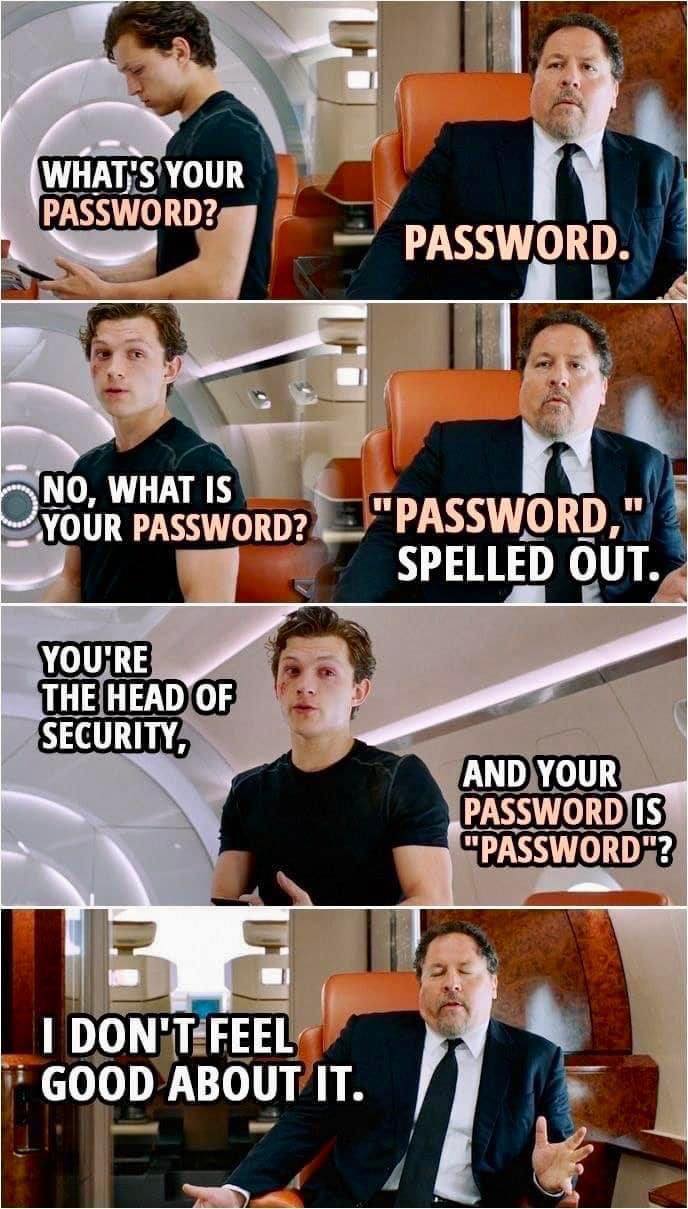 WHAT'S YOUR
PASSWORD?
PASSWORD.
NO, WHAT IS
YOUR PASSWORD?
"PASSWORD,"
SPELLED OUT.
YOU'RE
THE HEAD OF
SECURITY,
AND YOUR
PASSWORD IS
"PASSWORD"?
I DON'T FEEL
GOOD ABOUT IT.